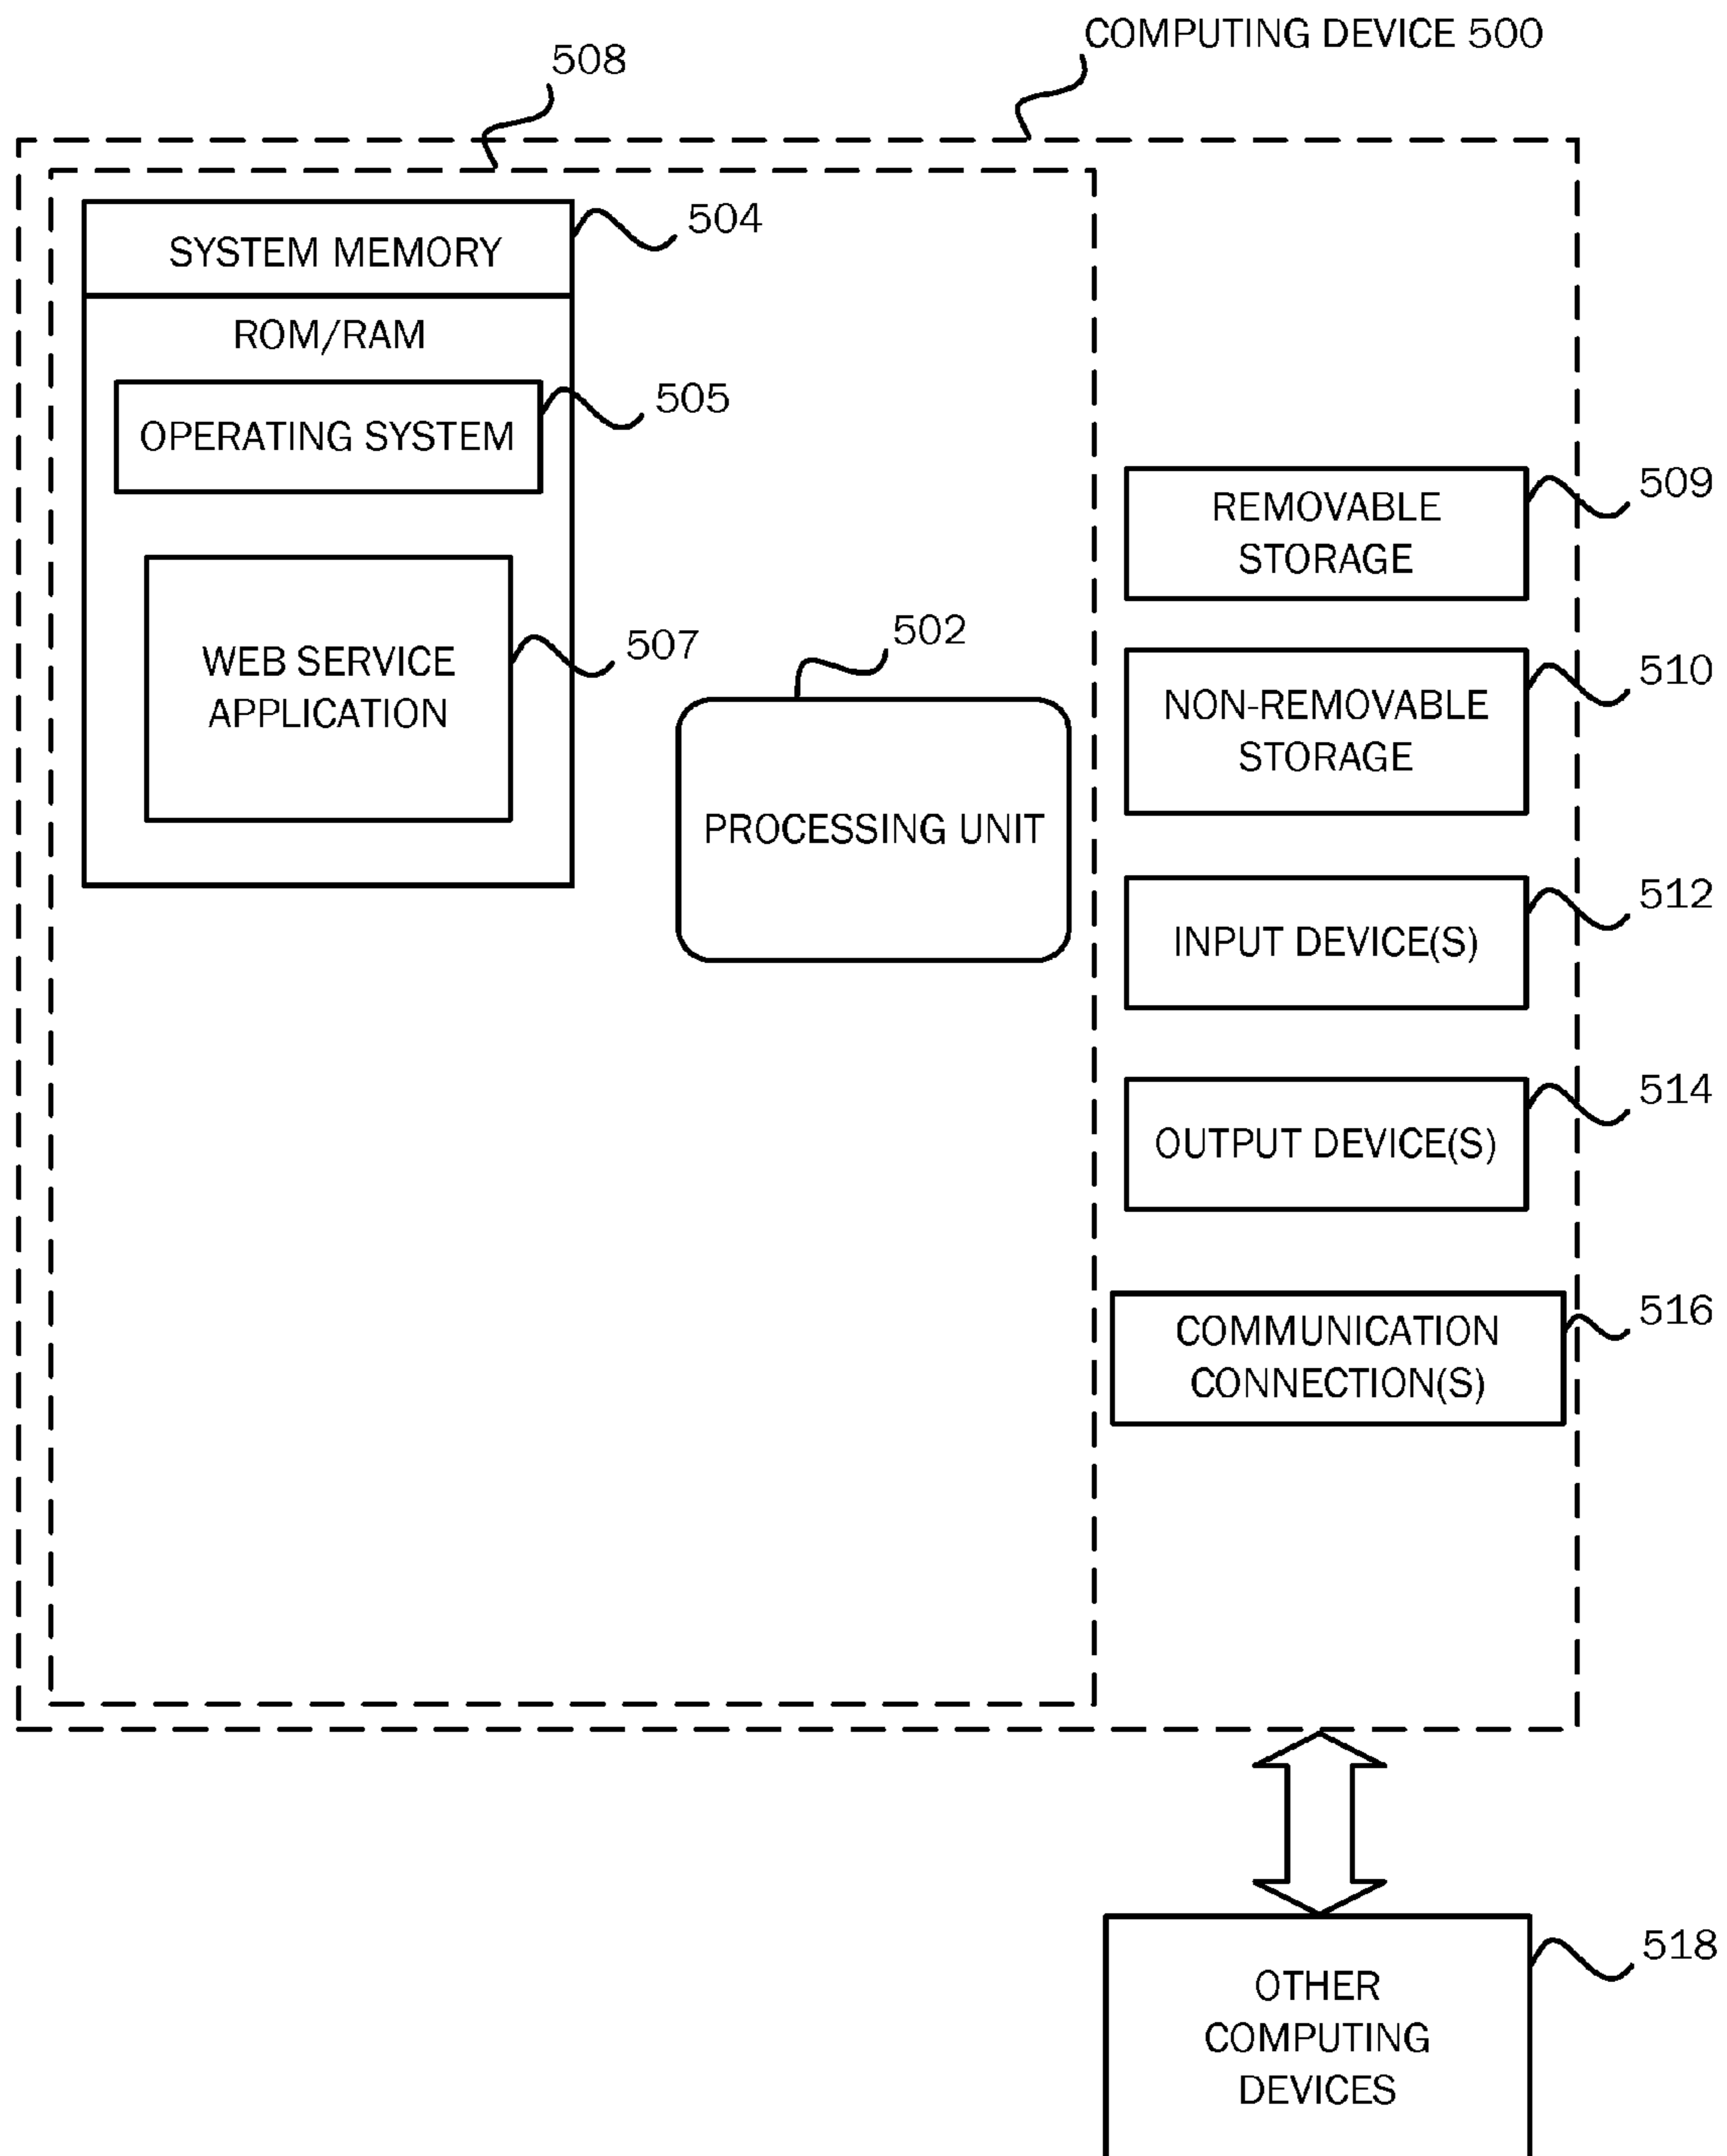 COMPUTING DEVICE 500
508
504
SYSTEM MEMORY
ROM/RAM
505
OPERATING SYSTEM
509
REMOVABLE
STORAGE
502
507
WEB SERVICE
APPLICATION
510
NON-REMOVABLE
STORAGE
PROCESSING UNIT
512
INPUT DEVICE(S)
514
OUTPUT DEVICE(S)
516
COMMUNICATION
CONNECTION(S)
518
OTHER
COMPUTING
DEVICES